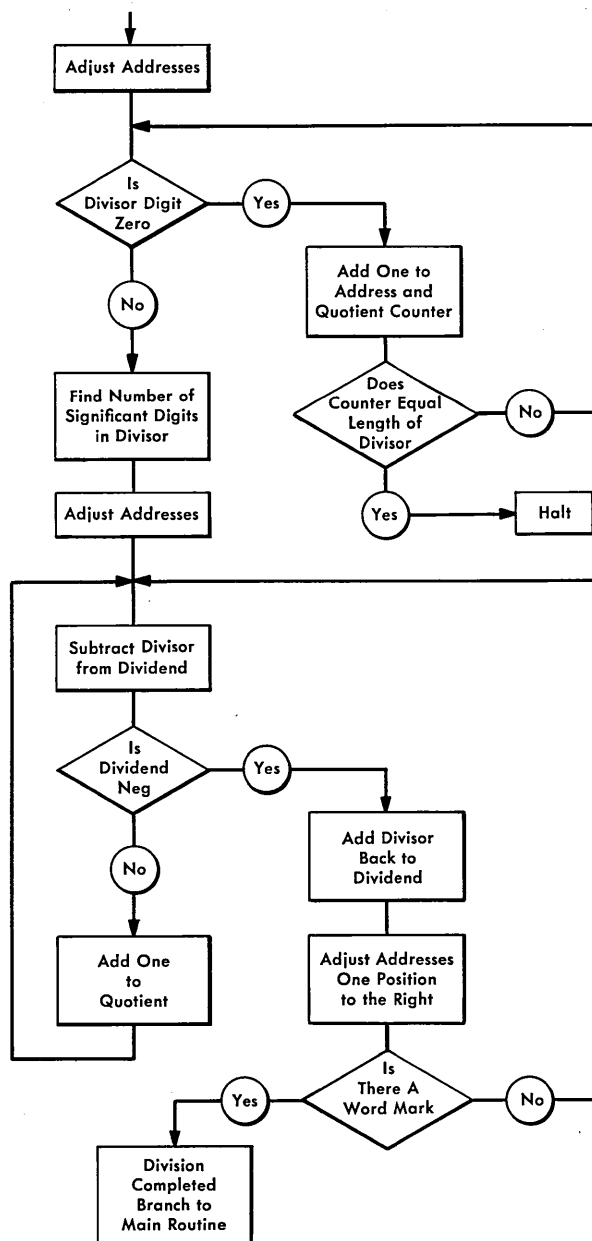 Adjust Addresses
Is
Divisor Digit
Zero
Yes
No
Add One to
Address and
Quotient Counter
Find Number of
Significant Digits
in Divisor
Does
Counter Equal
Length of
Divisor
No
Yes
Halt
Adjust Addresses
Subtract Divisor
from Dividend
Is
Dividend
Neg
Yes
No
Add Divisor
Back to
Dividend
Add One
to
Quotient
Adjust Addresses
One Position
to the Right
Is
There A
Word Mark
Yes
No
Division
Completed
Branch to
Main Routine